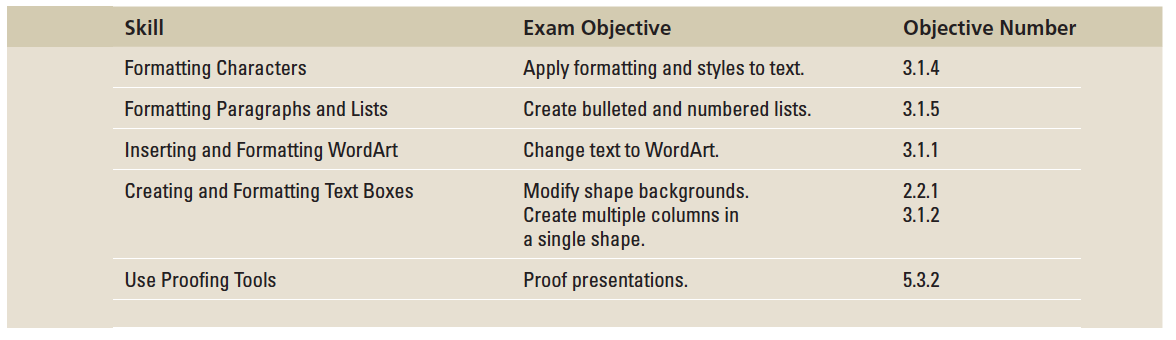 Skill Exam Objective Objective Number
Formatting Characters Apply formatting and styles to text. 3.1.4
Formatting Paragraphs and Lists Create bulleted and numbered lists. 3.1.5
Inserting and Formatting WordArt Change text to WordArt. 3.1.1
Creating and Formatting Text Boxes Modify shape backgrounds. 2.2.1
Create multiple columns in 3.1.2
a single shape.
Use Proofing Tools Proof presentations. 5.3.2